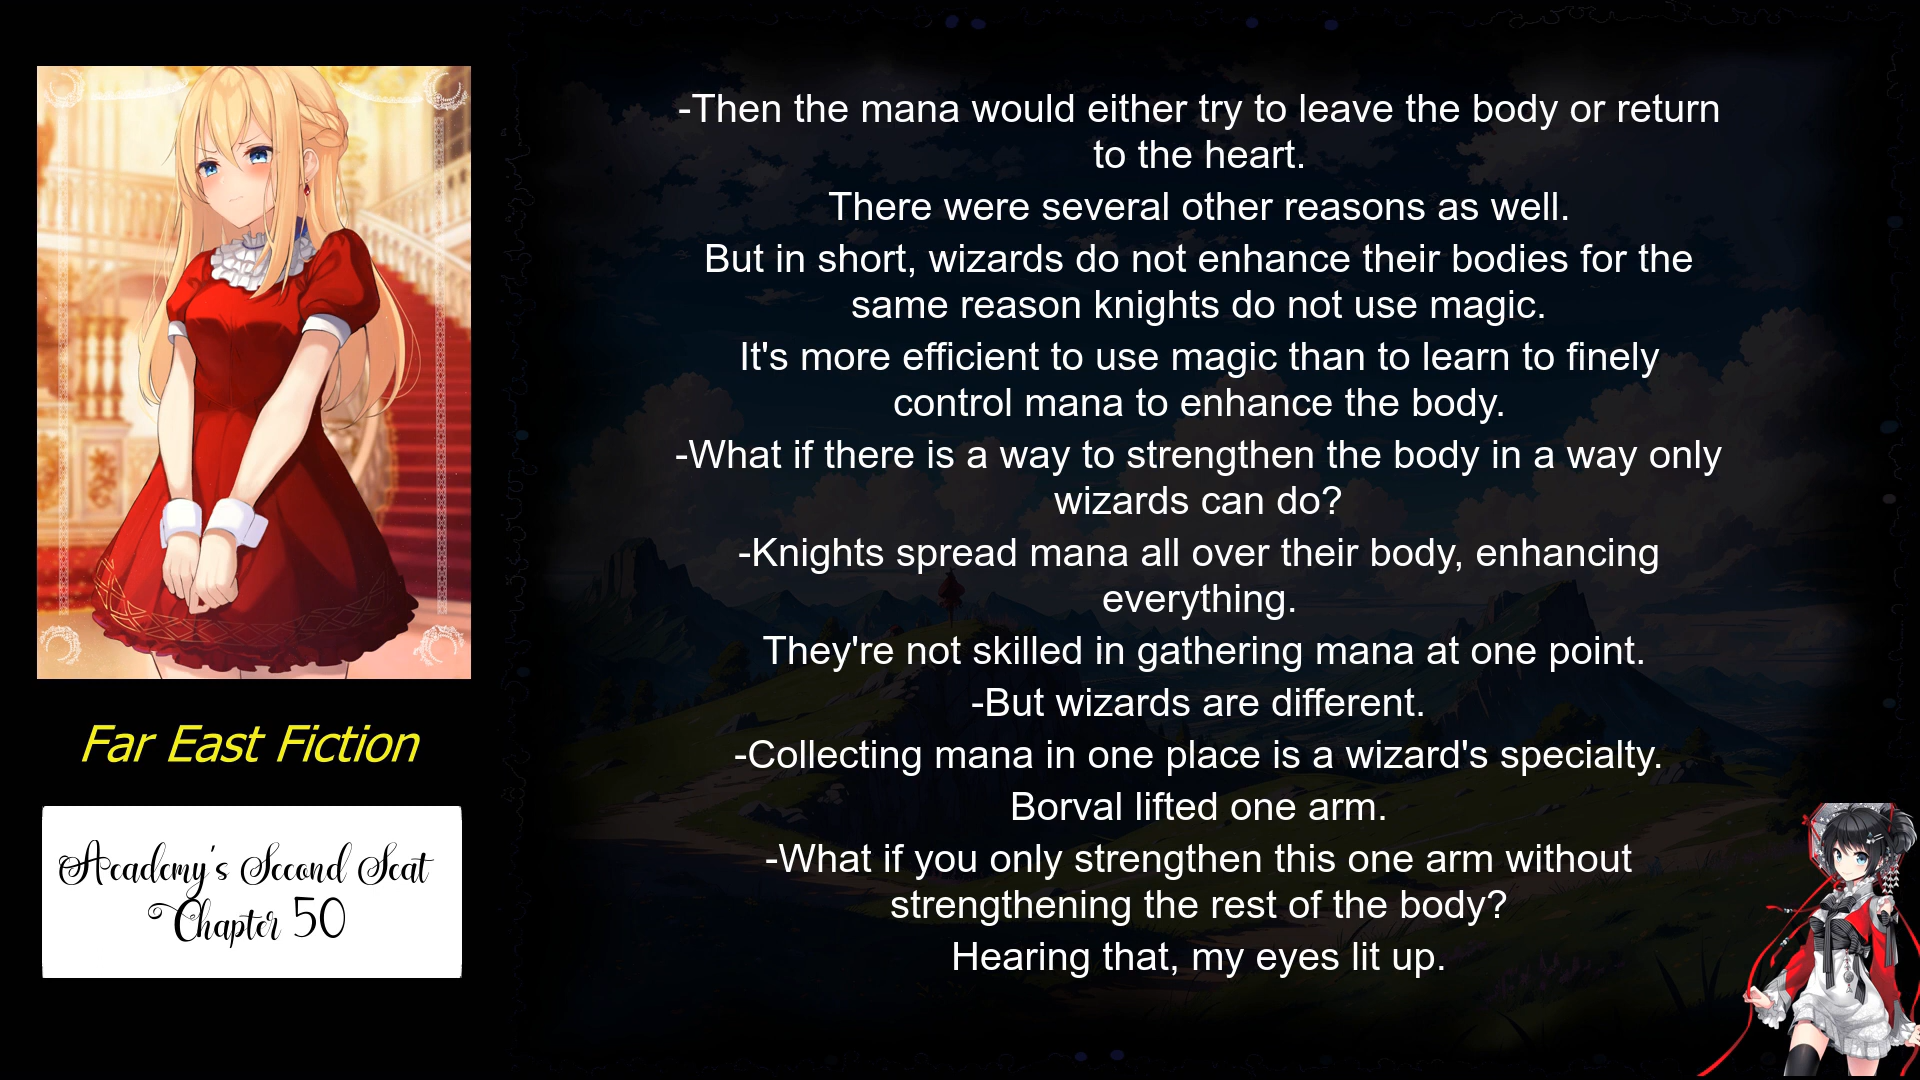 -Then the mana would either try to leave the body or return
to the heart.
There were several other reasons as well.
But in short, wizards do not enhance their bodies for the
same reason knights do not use magic.
It's more efficient to use magic than to learn to finely
control mana to enhance the body.
-What if there is a way to strengthen the body in a way only
wizards can do?
-Knights spread mana all over their body, enhancing
everything.
They're not skilled in gathering mana at one point.
-But wizards are different.
-Collecting mana in one place is a wizard's specialty.
Borval lifted one arm.
-What if you only strengthen this one arm without
strengthening the rest of the body?
Hearing that, my eyes lit up.
Far East Fiction
Academy's Second Seat
Chapter 50